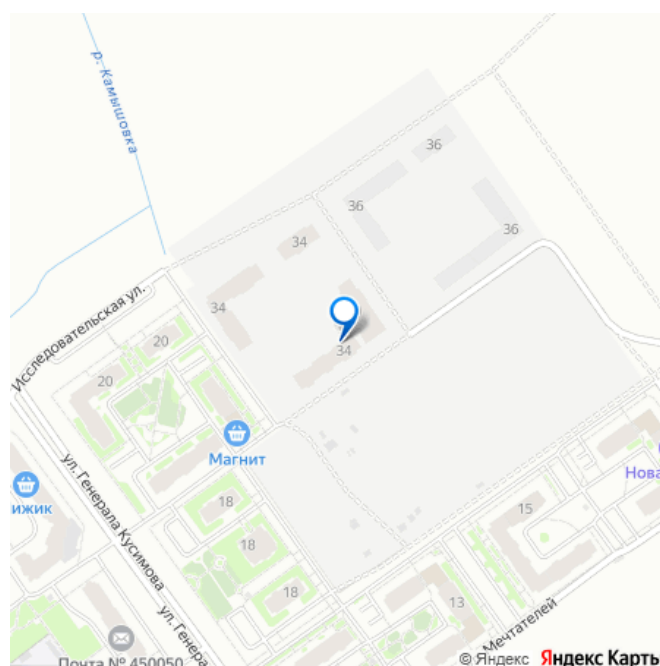 р. Камышовка
36
36
36
34
34
34
Исследовательская ул.
20
20
Магнит
ижик
ул. Генерала Кусимова
18
18
18
15
Нова
13
ул. Генера
Мечтателей
Почта № 450050
© Яндекс Яндекс Карты